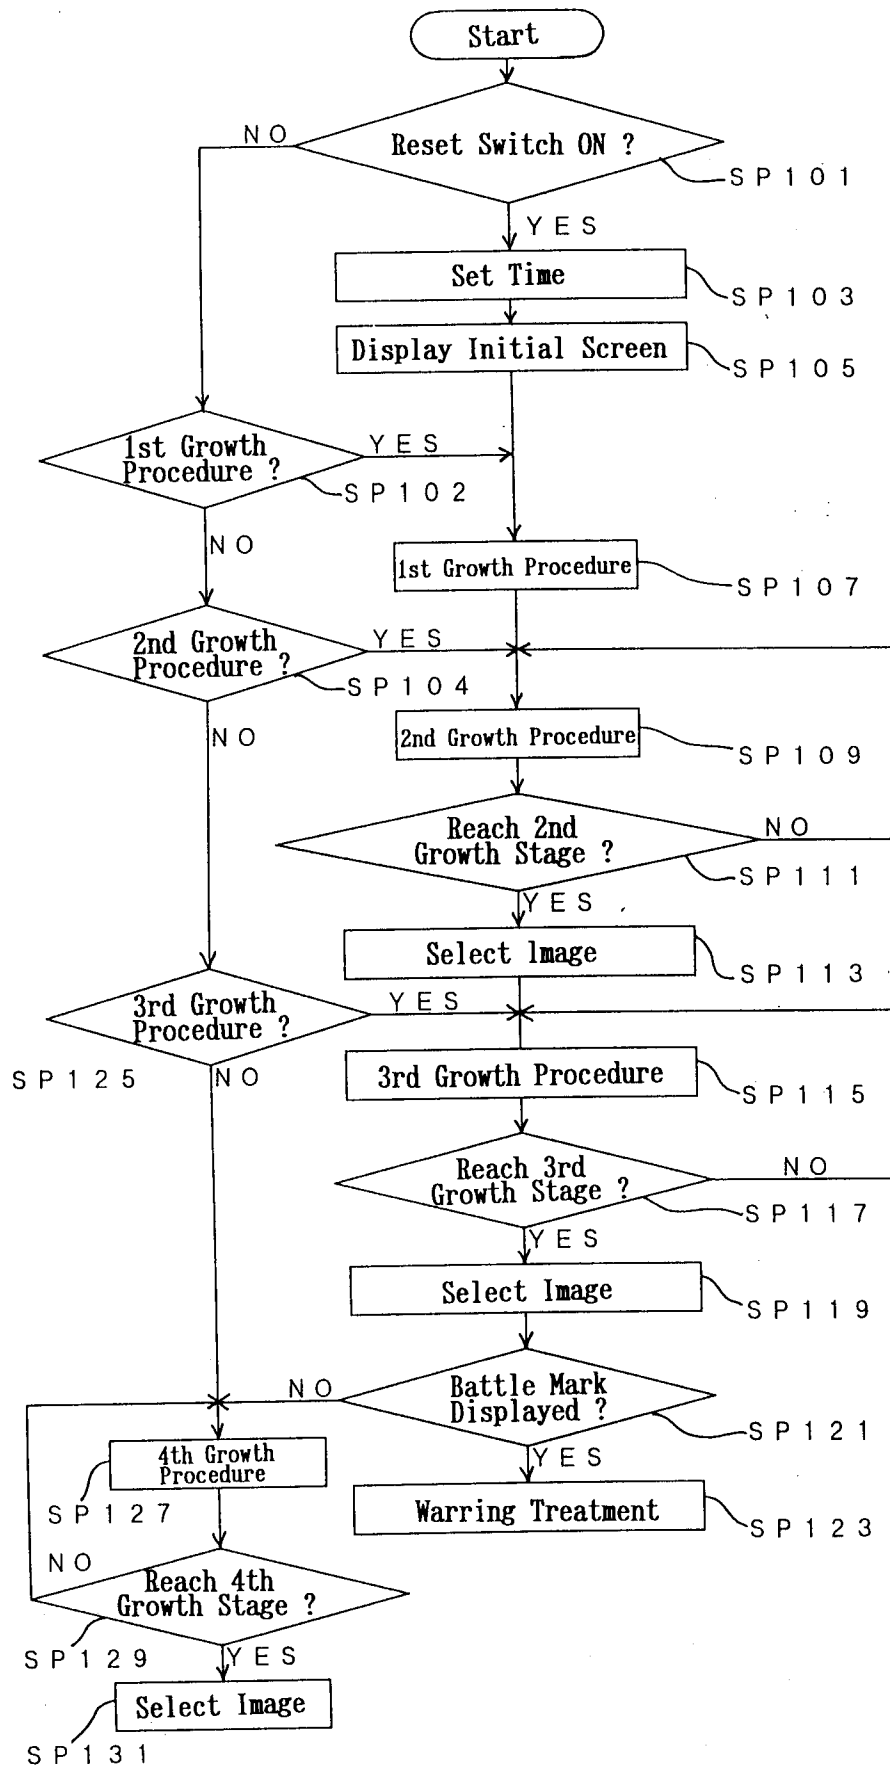 Start
NO
Reset Switch ON ?
SP101
YES
Set Time
SP103
Display Initial Screen
SP105
1st Growth
Procedure ?
YES
SP102
NO
1st Growth Procedure
SP107
2nd Growth
Procedure ?
YES
SP104
NO
2nd Growth Procedure
SP109
Reach 2nd
Growth Stage ?
NO
SP111
YES
Select Image
SP113
3rd Growth
Procedure ?
YES
SP125
NO
3rd Growth Procedure
SP115
Reach 3rd
Growth Stage ?
NO
SP117
YES
Select Image
SP119
NO
Battle Mark
Displayed ?
SP121
YES
4th Growth
Procedure
SP127
Warring Treatment
SP123
NO
Reach 4th
Growth Stage ?
SP129
YES
Select Image
SP131